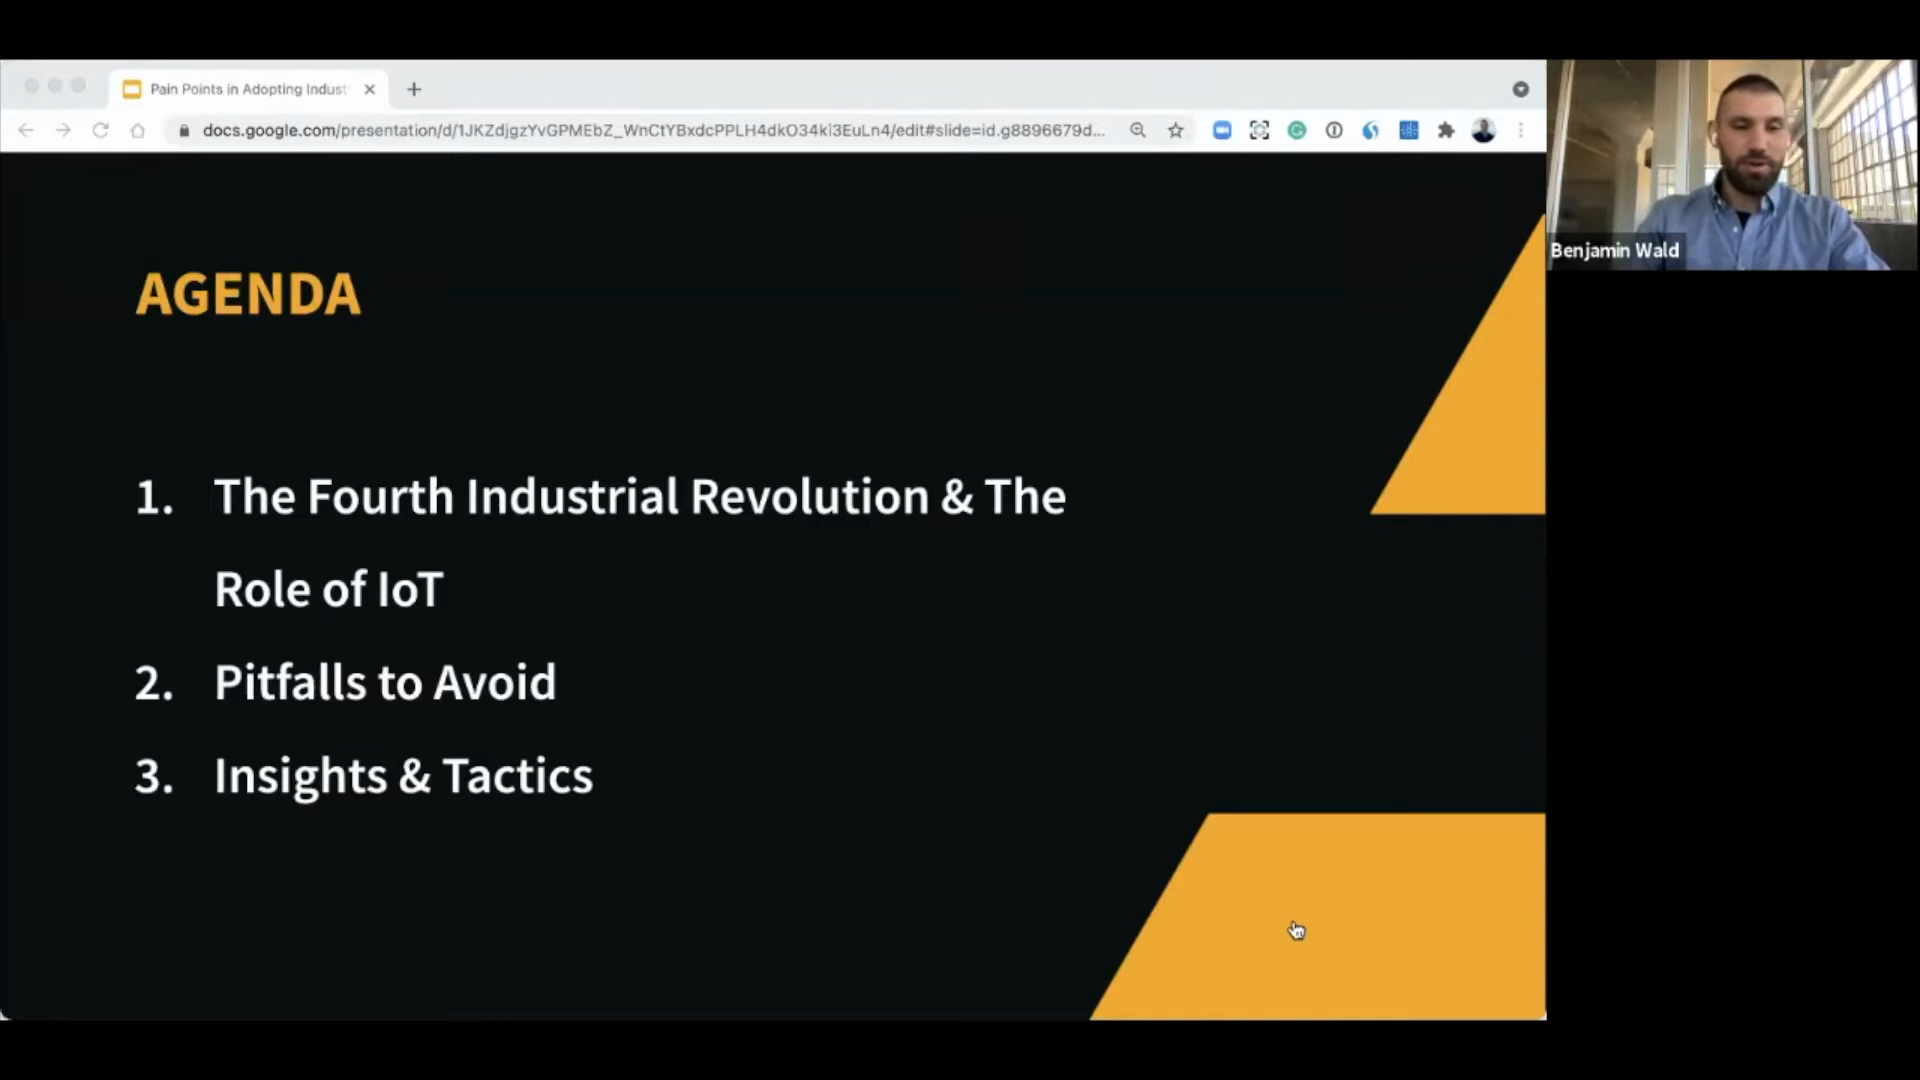 Pain Points in Adopting Indust
docs.google.com/presentation/d/1JKZdjgzYvGPMEbZ_WnCtYBxdcPPLH4dkO34ki3EuLn4/edit#slide=id.g8896679d...
Benjamin Wald
AGENDA
1. The Fourth Industrial Revolution & The
Role of IoT
2. Pitfalls to Avoid
3. Insights & Tactics